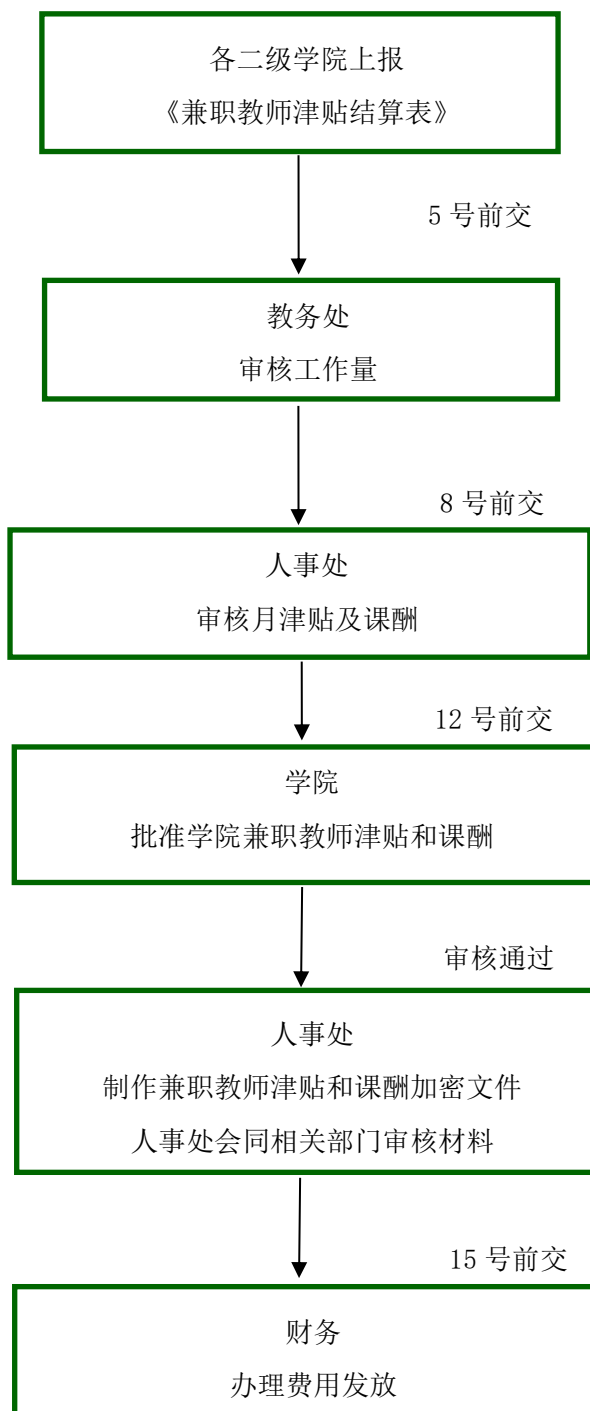 各二级学院上报
《兼职教师津贴结算表》
5 号前交
教务处
审核工作量
8 号前交
人事处
审核月津贴及课酬
12 号前交
学院
批准学院兼职教师津贴和课酬
审核通过
人事处
制作兼职教师津贴和课酬加密文件
人事处会同相关部门审核材料
15 号前交
财务
办理费用发放